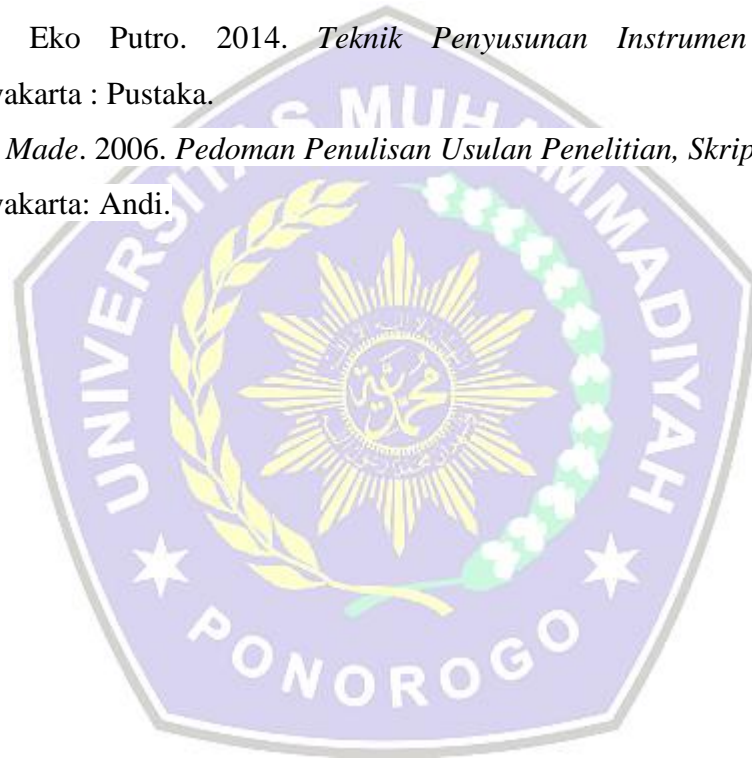 Eko Putro. 2014. Teknik Penyusunan Instrumen
yakarta : Pustaka.
Made. 2006. Pedoman Penulisan Usulan Penelitian, Skrip
yakarta: Andi.
UNIVERSITAS MUHAMMADIYAH
PONOROGO